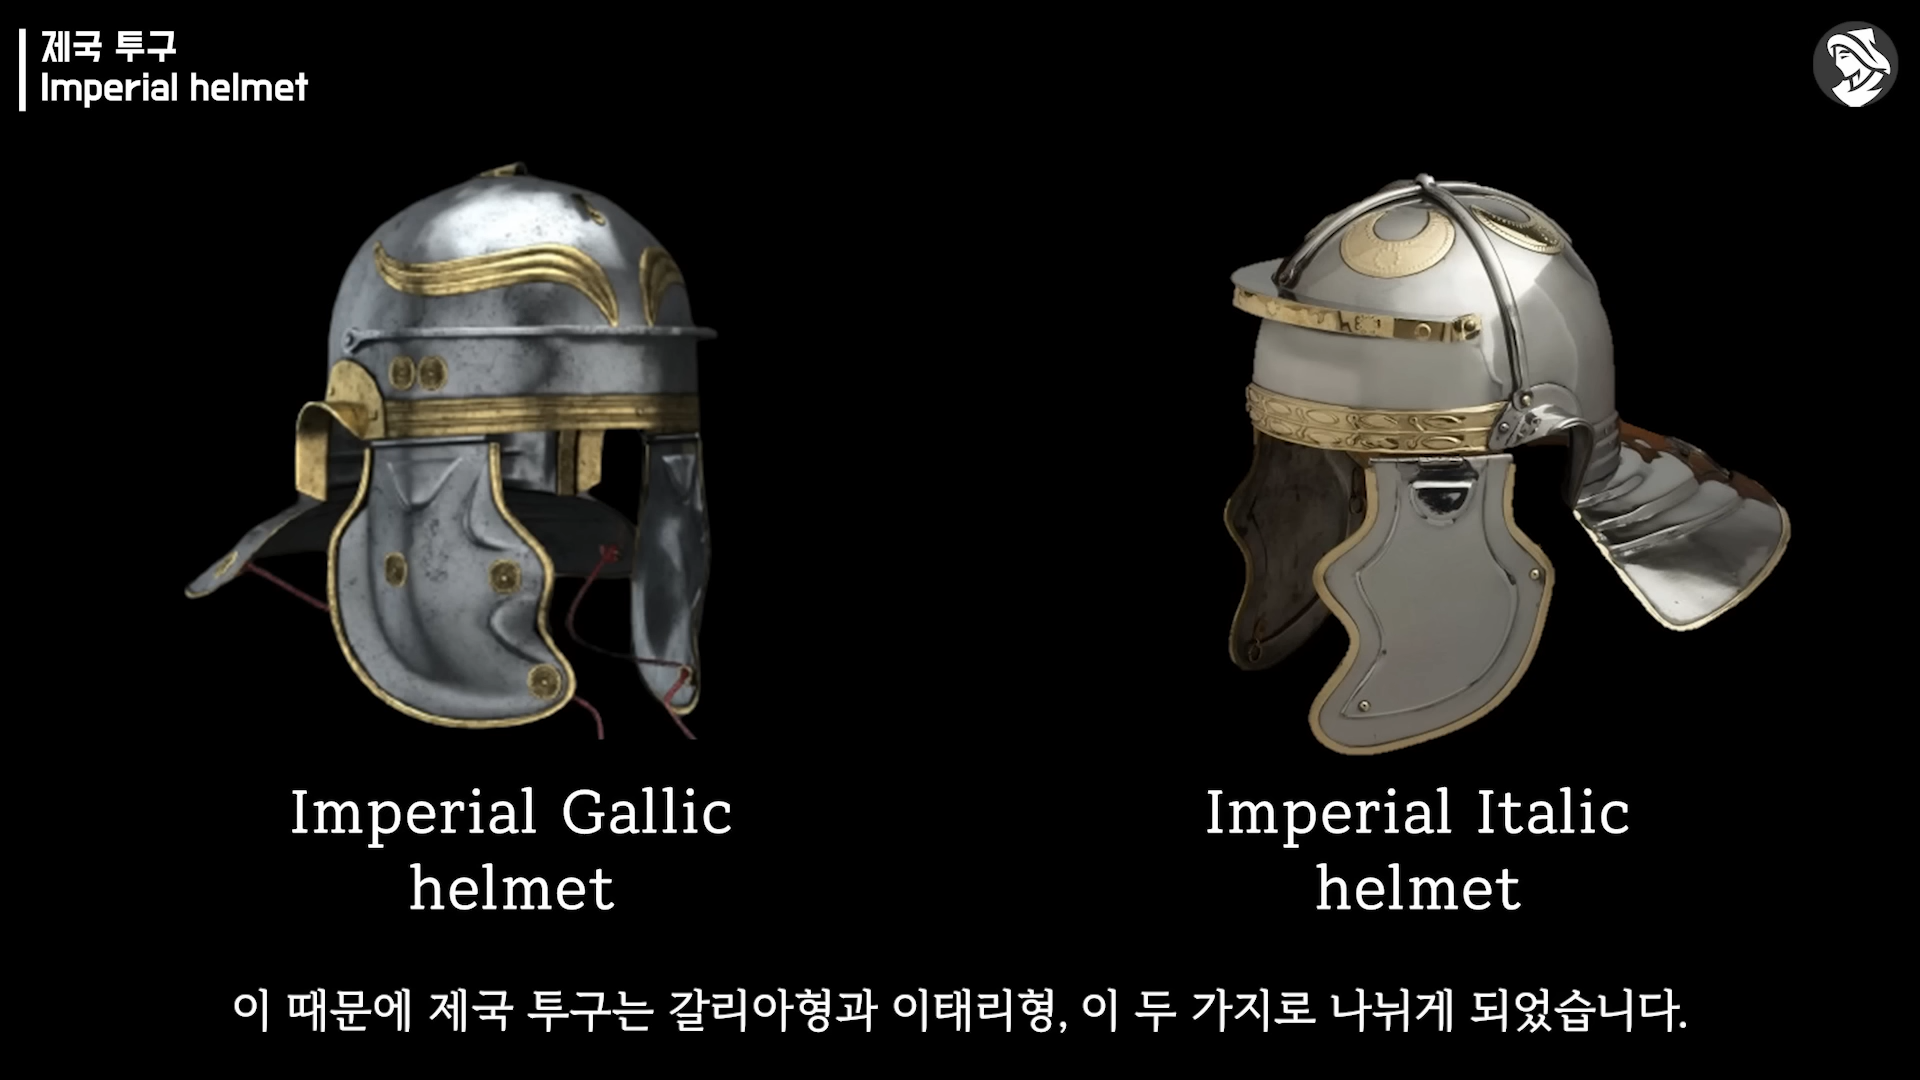 제국 투구
Imperial helmet
Imperial Gallic
helmet
Imperial Italic
helmet
이 때문에 제국 투구는 갈리아형과 이태리형, 이 두 가지로 나뉘게 되었습니다.